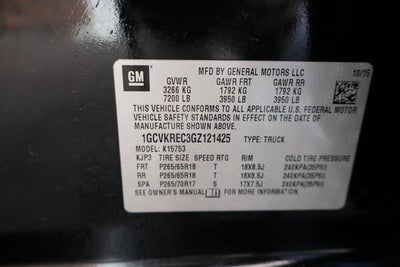 GM
MFD BY GENERAL MOTORS LLC 10/15
GVWR GAWR FRT GAWR RR
3266 KG 1792 KG 1792 KG
7200 LB 3950 LB 3950 LB
THIS VEHICLE CONFORMS TO ALL APPLICABLE U.S. FEDERAL MOTOR
VEHICLE SAFETY STANDARDS IN EFFECT ON THE DATE OF
MANUFACTURE SHOWN ABOVE.
1GCVKREC3GZ121425 TYPE: TRUCK
MODEL: K15753
KJP3 TIRE SIZE SPEED RTG RIM COLD TIRE PRESSURE
FRT P265/65R18 T 18X8.5J 240KPA(35PSI)
RR P265/65R18 T 18X8.5J 240KPA(35PSI)
SPA P265/70R17 S 17X7.5J 240KPA(35PSI)
SEE OWNER'S MANUAL FOR MORE INFORMATION.